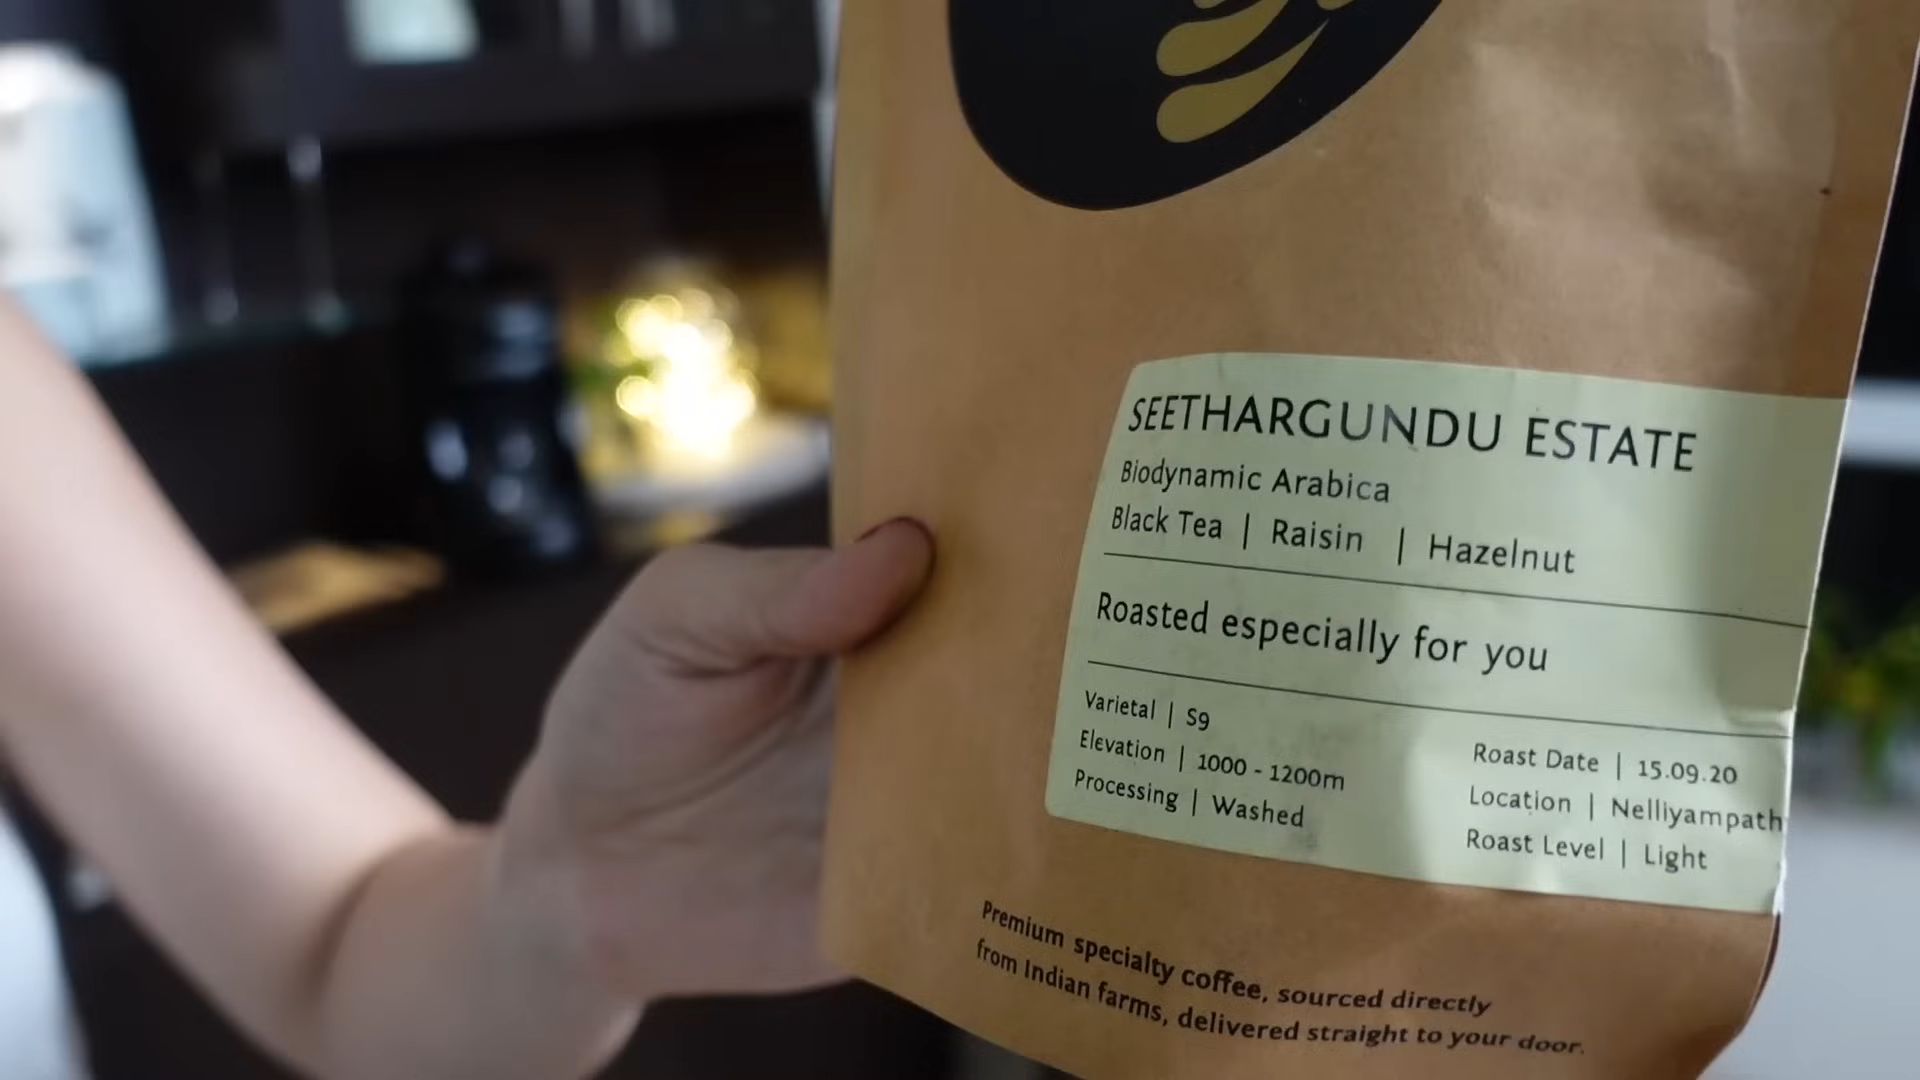 SEETHARGUNDU ESTATE
Biodynamic Arabica
Black Tea | Raisin | Hazelnut
Roasted especially for you
Varietal | S9
Elevation | 1000 - 1200m
Processing | Washed
Roast Date | 15.09.20
Location | Nelliyampath
Roast Level | Light
Premium specialty coffee, sourced directly
from Indian farms, delivered straight to your door.